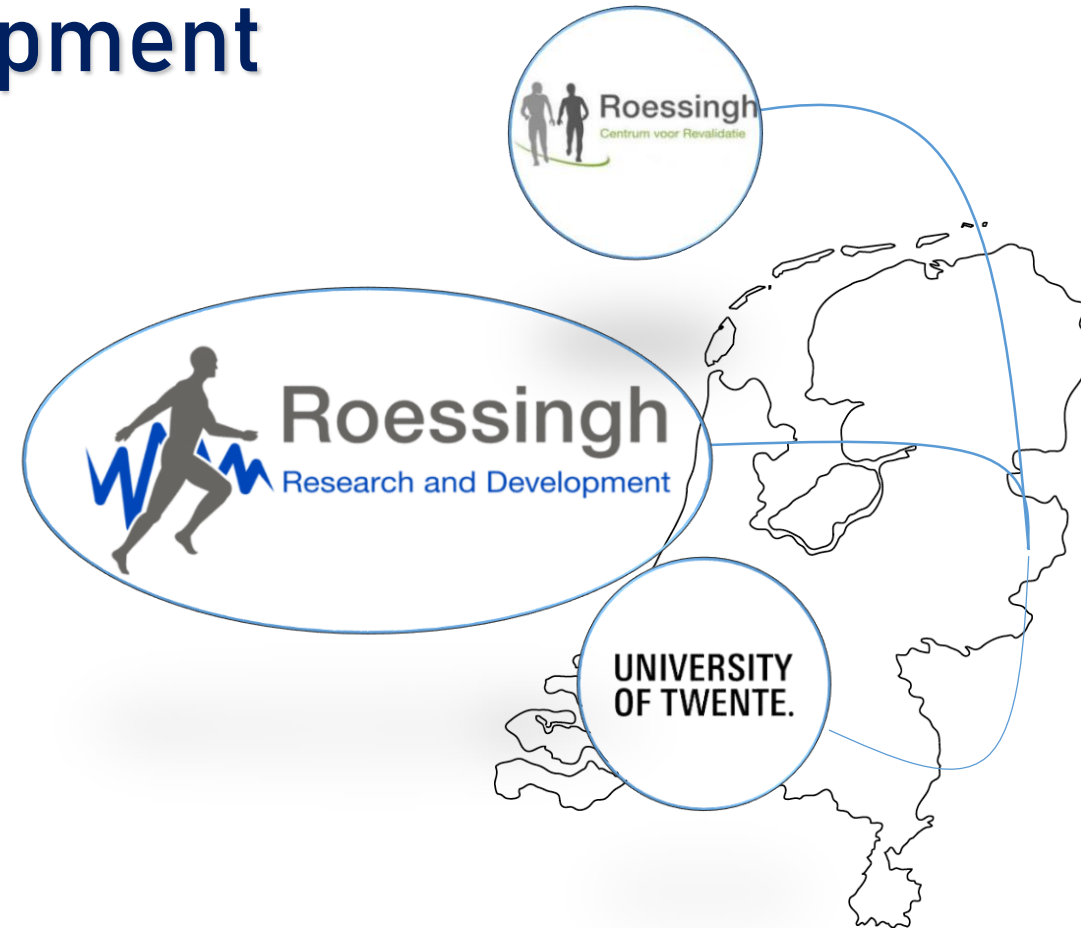 pment
Roessingh
Centrum voor Revalidatie
Roessingh
Research and Development
UNIVERSITY
OF TWENTE.